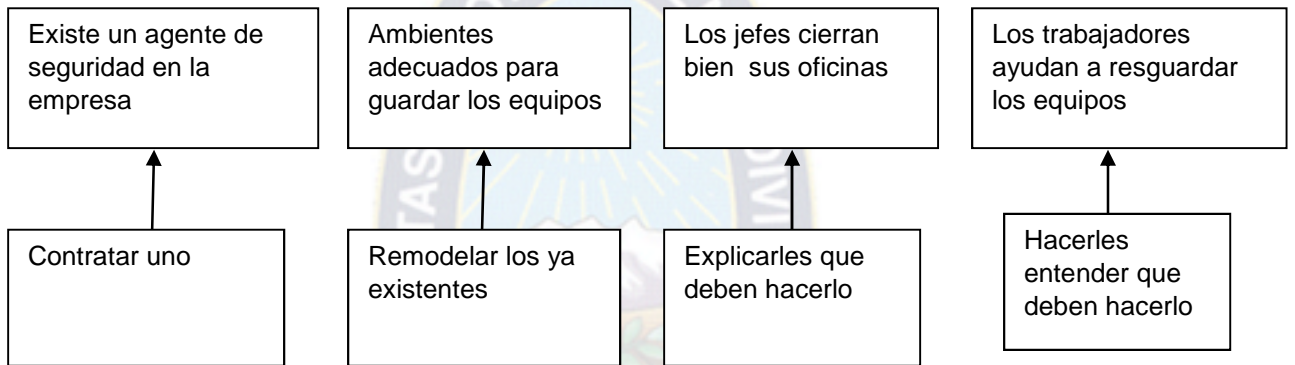 Existe un agente de
seguridad en la
empresa
Ambientes
adecuados para
guardar los equipos
Los jefes cierran
bien sus oficinas
Los trabajadores
ayudan a resguardar
los equipos
Contratar uno
Remodelar los ya
existentes
Explicarles que
deben hacerlo
Hacerles
entender que
deben hacerlo